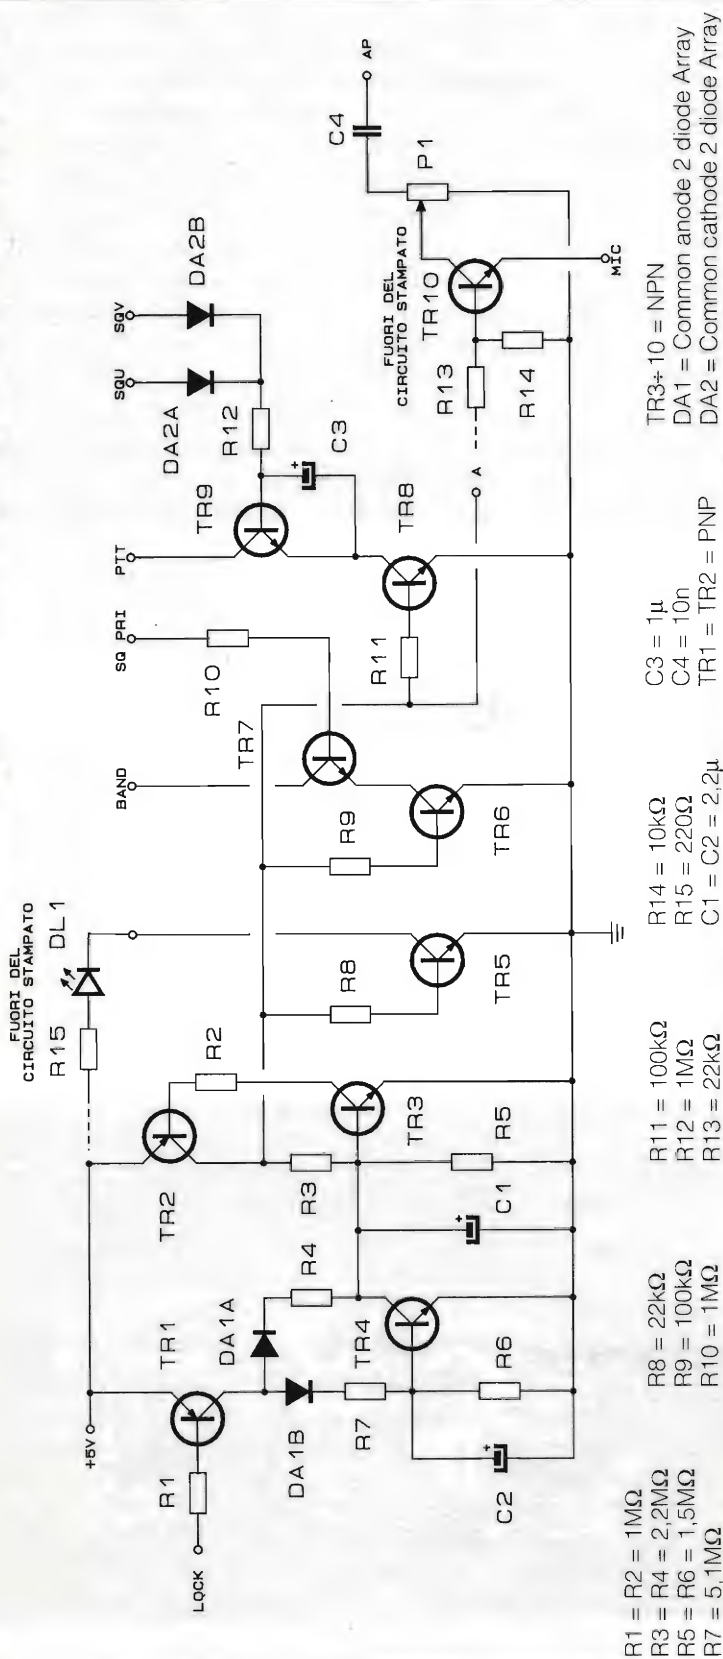 FUORI DEL
CIRCUITO STAMPATO
R15
DL1
BAND
SQ PRI
PTT
SQU
SQV
DA2A
DA2B
AP
C4
P1
+5V
LOCK
R1
TR1
DA1A
DA1B
R4
R7
TR4
R6
C2
TR2
R2
R3
TR3
R5
C1
R8
TR5
R9
TR6
TR7
R10
TR9
R12
C3
R11
TR8
A
FUORI DEL
CIRCUITO STAMPATO
TR10
R13
R14
MIC
R1 = R2 = 1MΩ
R3 = R4 = 2,2MΩ
R5 = R6 = 1,5MΩ
R7 = 5,1MΩ
R8 = 22kΩ
R9 = 100kΩ
R10 = 1MΩ
R11 = 100kΩ
R12 = 1MΩ
R13 = 22kΩ
R14 = 10kΩ
R15 = 220Ω
C1 = C2 = 2,2µ
C3 = 1µ
C4 = 10n
TR1 = TR2 = PNP
TR3÷10 = NPN
DA1 = Common anode 2 diode Array
DA2 = Common cathode 2 diode Array